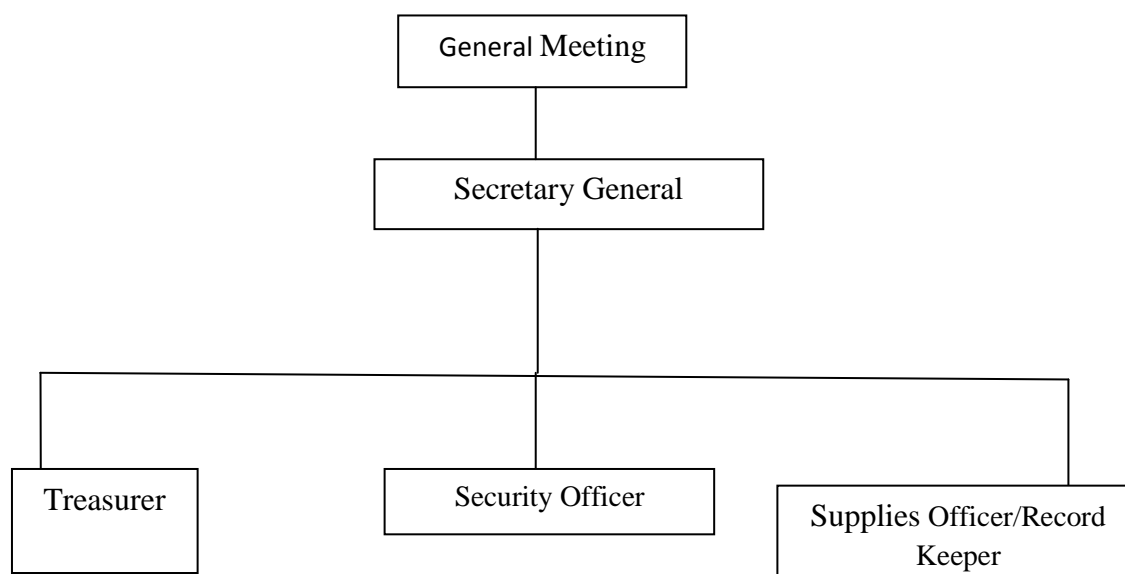 General Meeting
Secretary General
Treasurer
Security Officer
Supplies Officer/Record
Keeper